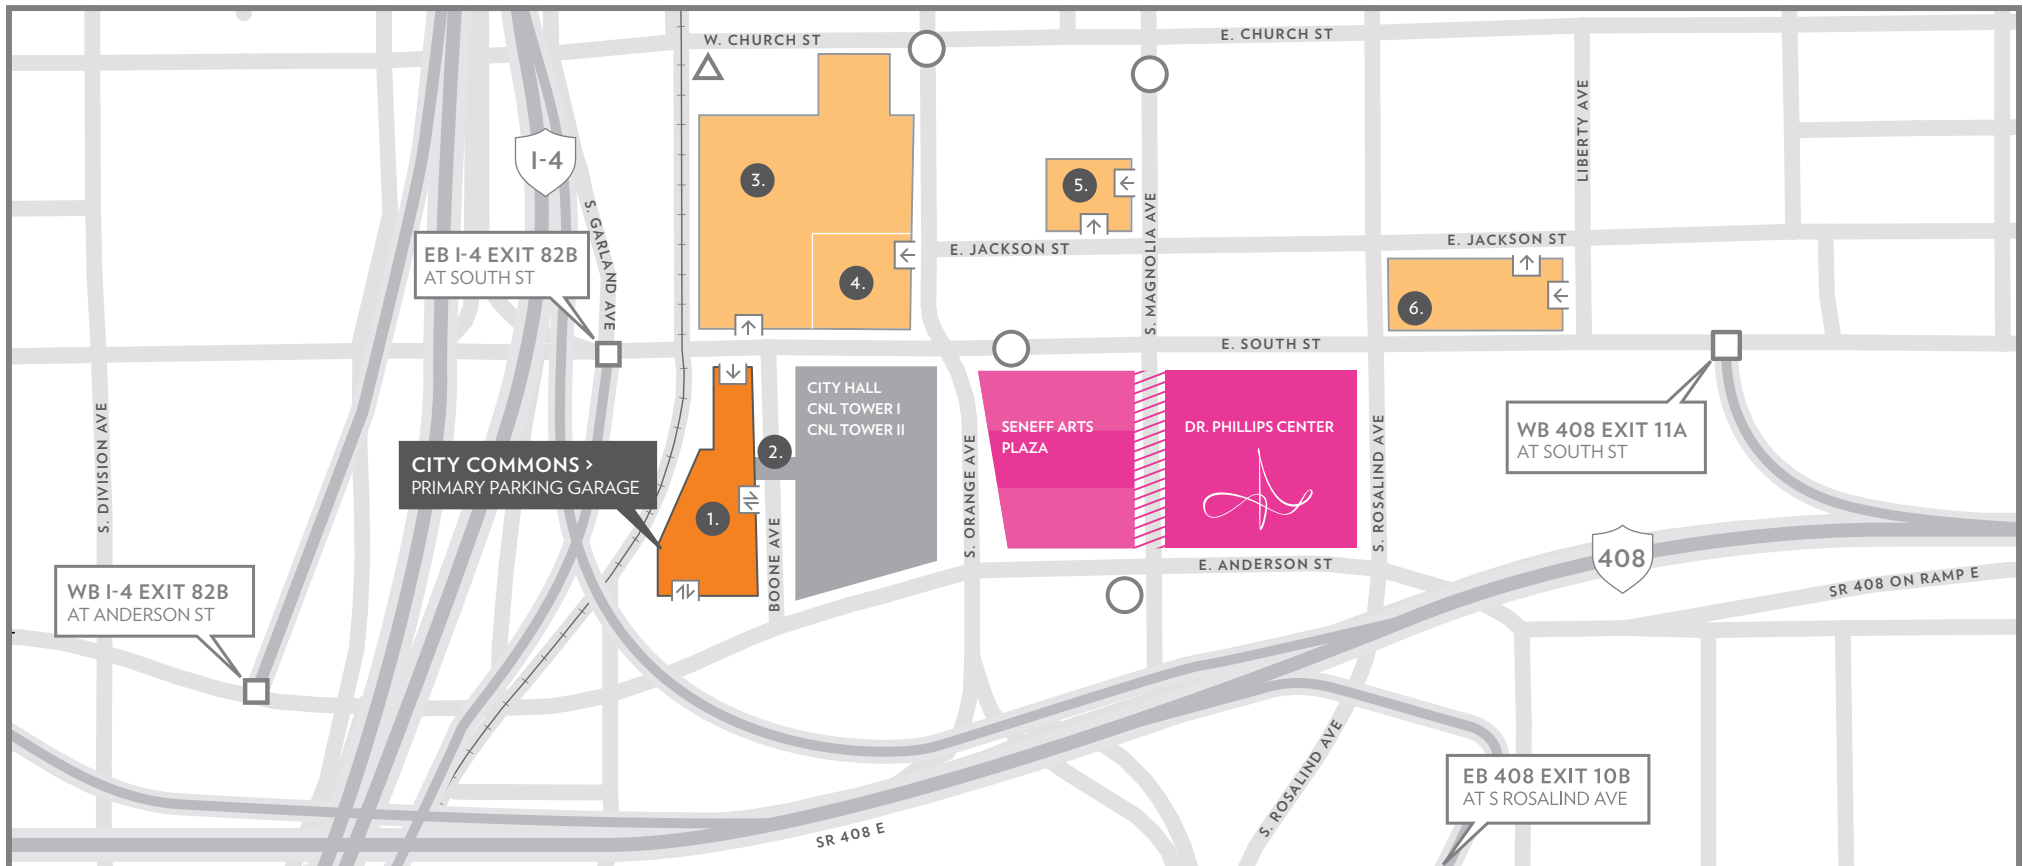 W. CHURCH ST
E. CHURCH ST
I-4
S. GARLAND AVE
LIBERTY AVE
3.
5.
S. MAGNOLIA AVE
EB I-4 EXIT 82B
AT SOUTH ST
E. JACKSON ST
E. JACKSON ST
4.
6.
E. SOUTH ST
CITY HALL
CNL TOWER I
CNL TOWER II
SENEFF ARTS
PLAZA
DR. PHILLIPS CENTER
S. DIVISION AVE
2.
S. ORANGE AVE
S. ROSALIND AVE
WB 408 EXIT 11A
AT SOUTH ST
CITY COMMONS >
PRIMARY PARKING GARAGE
1.
BOONE AVE
E. ANDERSON ST
408
SR 408 ON RAMP E
WB I-4 EXIT 82B
AT ANDERSON ST
S. ROSALIND AVE
EB 408 EXIT 10B
AT S ROSALIND AVE
SR 408 E